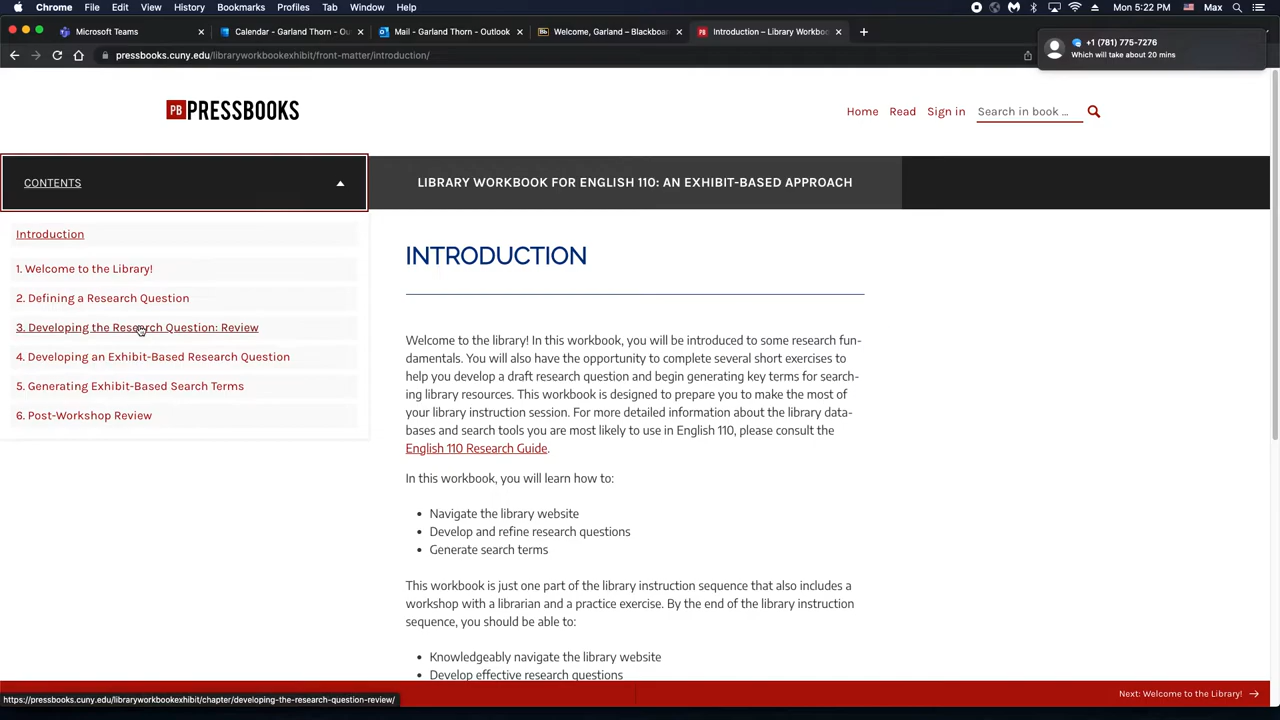 Chrome File Edit View History Bookmarks Profiles Tab Window Help Mon 5:22 PM Max
Microsoft Teams
Calendar - Garland Thorn - Ou
Mail - Garland Thorn - Outlook
Welcome, Garland – Blackboa
Introduction – Library Workbo
pressbooks.cuny.edu/libraryworkbookexhibit/front-matter/introduction/
+1 (781) 775-7276
Which will take about 20 mins
PB PRESSBOOKS
Home Read Sign in Search in book …
CONTENTS
LIBRARY WORKBOOK FOR ENGLISH 110: AN EXHIBIT-BASED APPROACH
Introduction
1. Welcome to the Library!
2. Defining a Research Question
3. Developing the Research Question: Review
4. Developing an Exhibit-Based Research Question
5. Generating Exhibit-Based Search Terms
6. Post-Workshop Review
INTRODUCTION
Welcome to the library! In this workbook, you will be introduced to some research fun-
damentals. You will also have the opportunity to complete several short exercises to
help you develop a draft research question and begin generating key terms for search-
ing library resources. This workbook is designed to prepare you to make the most of
your library instruction session. For more detailed information about the library data-
bases and search tools you are most likely to use in English 110, please consult the
English 110 Research Guide.
In this workbook, you will learn how to:
• Navigate the library website
• Develop and refine research questions
• Generate search terms
This workbook is just one part of the library instruction sequence that also includes a
workshop with a librarian and a practice exercise. By the end of the library instruction
sequence, you should be able to:
• Knowledgeably navigate the library website
• Develop effective research questions
https://pressbooks.cuny.edu/libraryworkbookexhibit/chapter/developing-the-research-question-review/
Next: Welcome to the Library! →